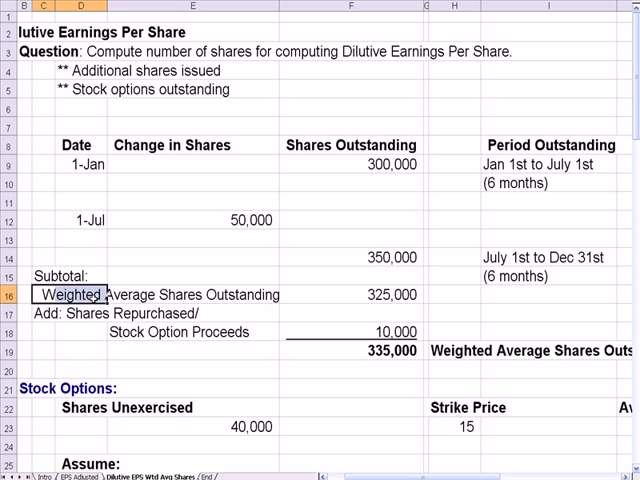 B C D E F G H I
1
2 lutive Earnings Per Share
3 Question: Compute number of shares for computing Dilutive Earnings Per Share.
4 ** Additional shares issued
5 ** Stock options outstanding
6
7
8 Date Change in Shares Shares Outstanding Period Outstanding
9 1-Jan 300,000 Jan 1st to July 1st
10 (6 months)
11
12 1-Jul 50,000
13
14 350,000 July 1st to Dec 31st
15 Subtotal: (6 months)
16 Weighted Average Shares Outstanding 325,000
17 Add: Shares Repurchased/
18 Stock Option Proceeds 10,000
19 335,000 Weighted Average Shares Outs
20
21 Stock Options:
22 Shares Unexercised Strike Price Av
23 40,000 15
24
25 Assume:
Intro EPS Adjusted Dilutive EPS Wtd Avg Shares End